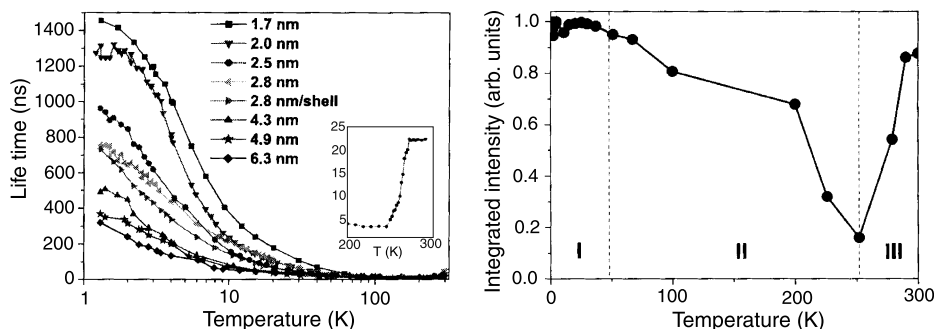 Life time (ns)
1400
1200
1000
800
600
400
200
0
1
10
100
Temperature (K)
1.7 nm
2.0 nm
2.5 nm
2.8 nm
2.8 nm/shell
4.3 nm
4.9 nm
6.3 nm
25
20
15
10
5
200
300
T (K)
Integrated intensity (arb. units)
1.0
0.8
0.6
0.4
0.2
0.0
I
II
III
0
100
200
300
Temperature (K)